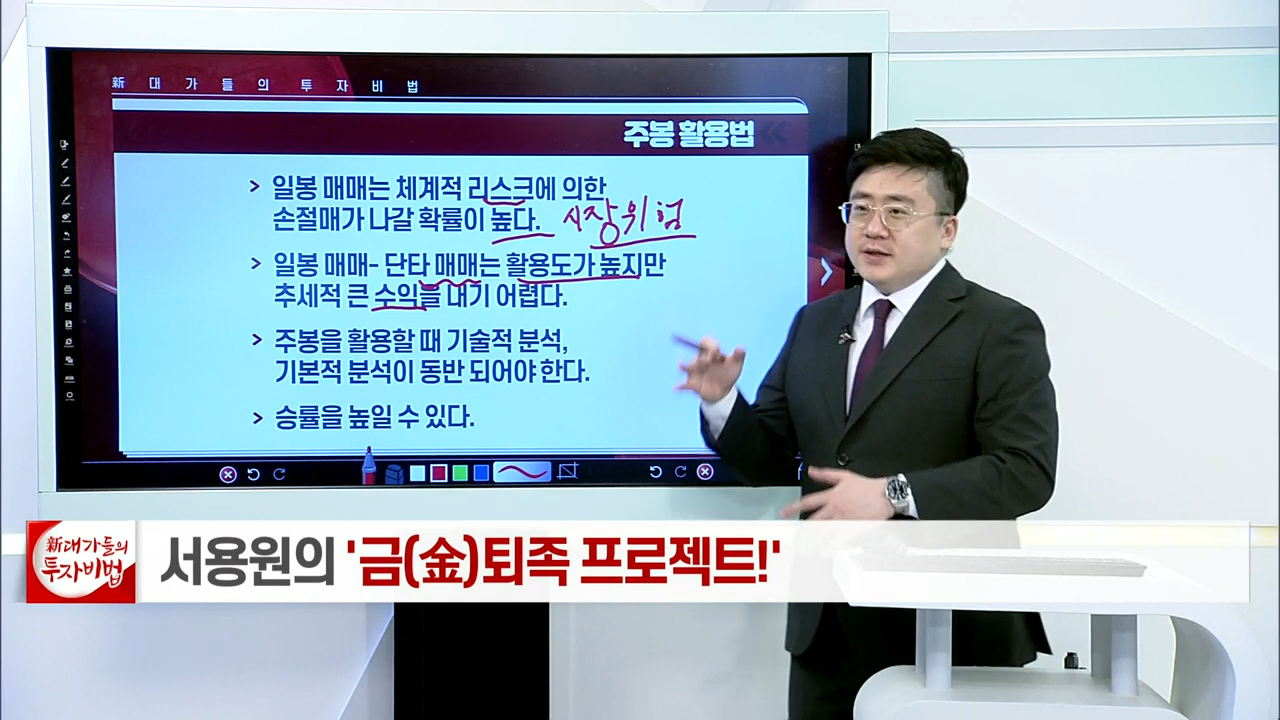 新 대 가 들 의 투 자 비 법
주봉 활용법
> 일봉 매매는 체계적 리스크에 의한
손절매가 나갈 확률이 높다. 시장위험
> 일봉 매매- 단타 매매는 활용도가 높지만
추세적 큰 수익을 내기 어렵다.
> 주봉을 활용할 때 기술적 분석,
기본적 분석이 동반 되어야 한다.
> 승률을 높일 수 있다.
新 대가들의
투자비법
서용원의 '금(金)퇴족 프로젝트!'